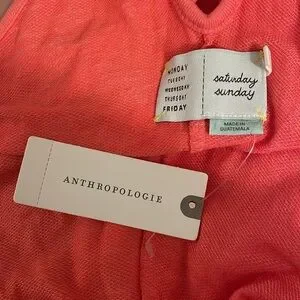 MONDAY
TUESDAY
WEDNESDAY
THURSDAY
FRIDAY
saturday
sunday
MADE IN
GUATEMALA
ANTHROPOLOGIE